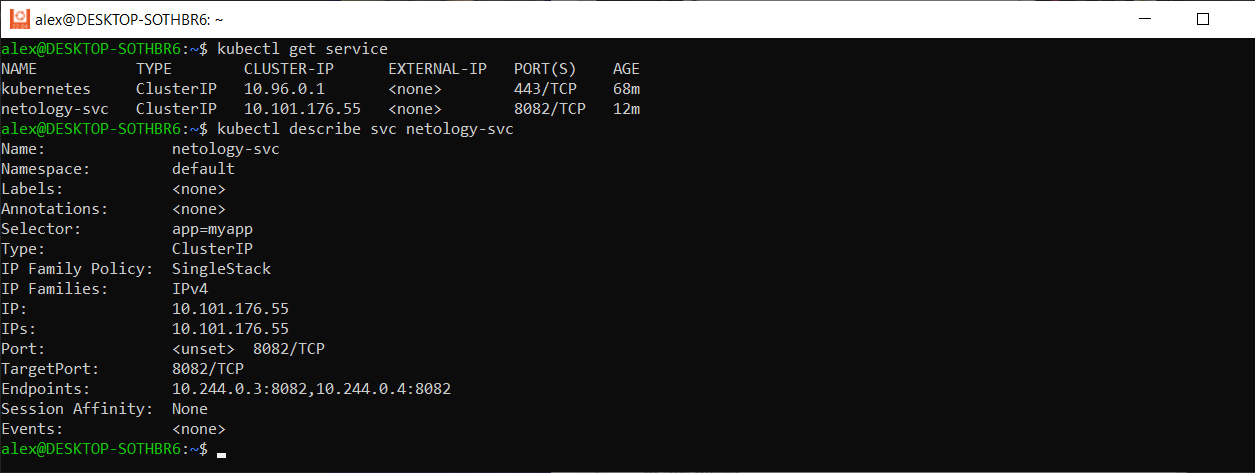 alex@DESKTOP-SOTHBR6: ~
alex@DESKTOP-SOTHBR6:~$ kubectl get service
NAME           TYPE        CLUSTER-IP      EXTERNAL-IP   PORT(S)    AGE
kubernetes     ClusterIP   10.96.0.1       <none>        443/TCP    68m
netology-svc   ClusterIP   10.101.176.55   <none>        8082/TCP   12m
alex@DESKTOP-SOTHBR6:~$ kubectl describe svc netology-svc
Name:              netology-svc
Namespace:         default
Labels:            <none>
Annotations:       <none>
Selector:          app=myapp
Type:              ClusterIP
IP Family Policy:  SingleStack
IP Families:       IPv4
IP:                10.101.176.55
IPs:               10.101.176.55
Port:              <unset>  8082/TCP
TargetPort:        8082/TCP
Endpoints:         10.244.0.3:8082,10.244.0.4:8082
Session Affinity:  None
Events:            <none>
alex@DESKTOP-SOTHBR6:~$